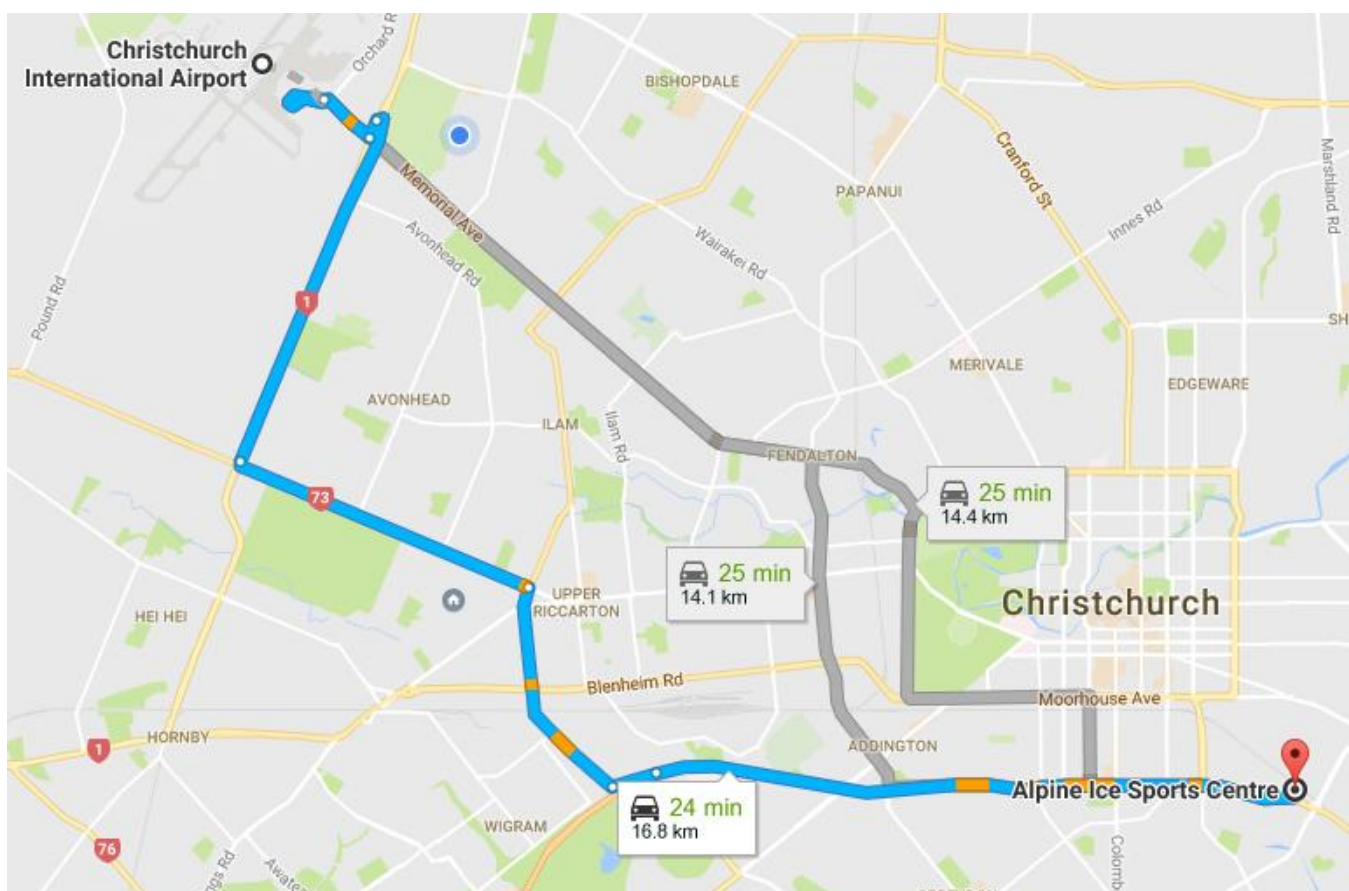 Christchurch
International Airport
Orchard R
BISHOPDALE
Cranford St
Marshland Rd
Memorial Ave
PAPANUI
Innes Rd
Avonhead Rd
Wairakei Rd
Pound Rd
1
SH
MERIVALE
EDGEWARE
AVONHEAD
ILAM
Ilam Rd
FENDALTON
73
25 min
14.4 km
25 min
14.1 km
UPPER
RICCARTON
Christchurch
HEI HEI
Blenheim Rd
Moorhouse Ave
HORNBY
1
ADDINGTON
Alpine Ice Sports Centre
24 min
16.8 km
WIGRAM
76
ngs Rd
Awate
Colomb